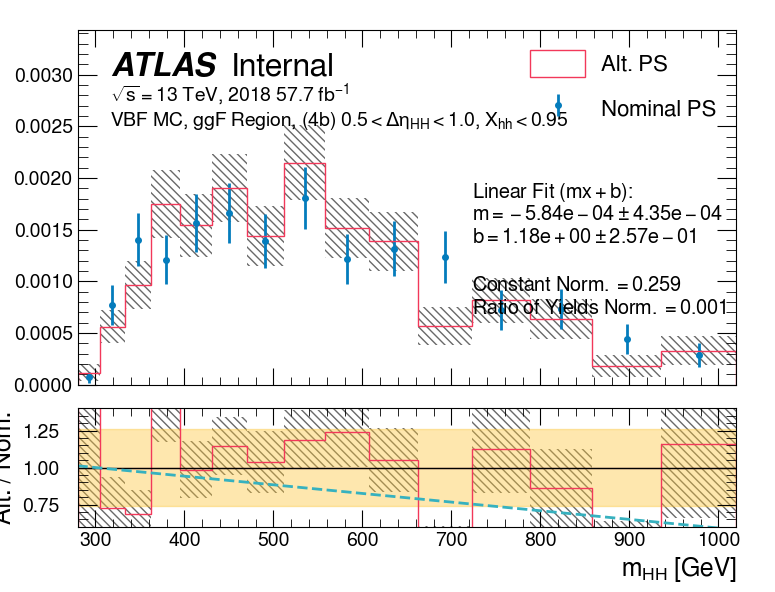 ATLAS Internal
√s = 13 TeV, 2018 57.7 fb⁻¹
VBF MC, ggF Region, (4b) 0.5 < Δη_HH < 1.0, X_hh < 0.95
Alt. PS
Nominal PS
Linear Fit (mx + b):
m = − 5.84e − 04 ± 4.35e − 04
b = 1.18e + 00 ± 2.57e − 01
Constant Norm. = 0.259
Ratio of Yields Norm. = 0.001
0.0030
0.0025
0.0020
0.0015
0.0010
0.0005
0.0000
Alt. / Nom.
1.25
1.00
0.75
300 400 500 600 700 800 900 1000
m_HH [GeV]